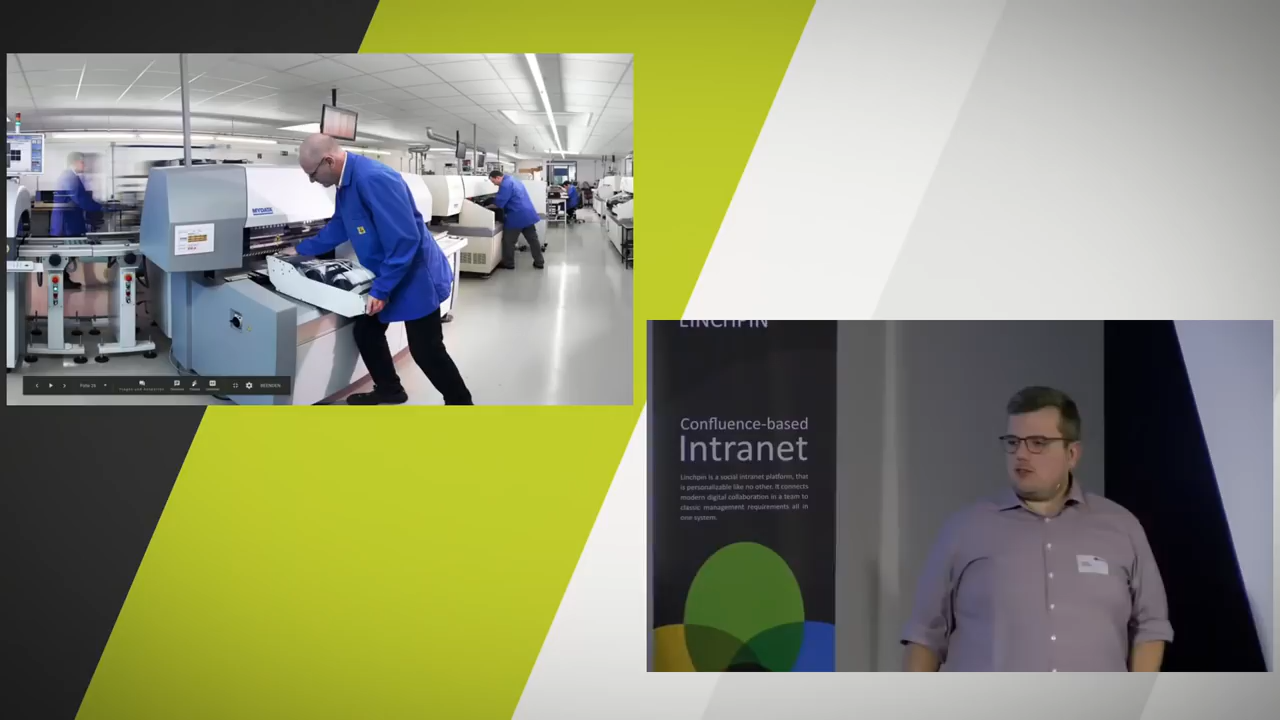 MYDATA
BEENDEN
LINCHPIN
Confluence-based
Intranet
Linchpin is a social intranet platform, that
is personalizable like no other. It connects
modern digital collaboration in a team to
classic management requirements all in
one system.